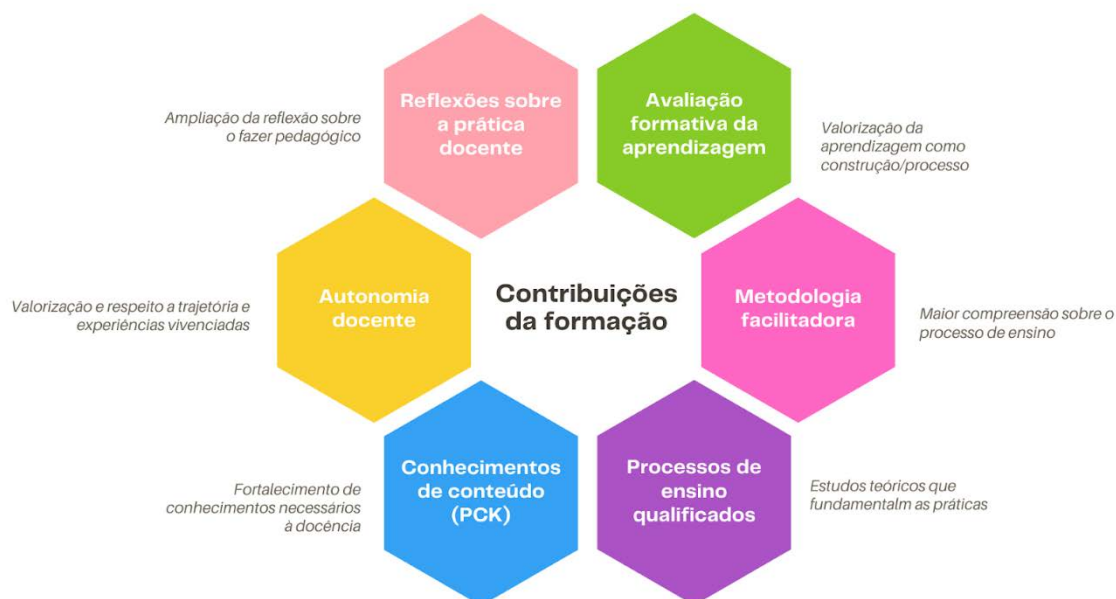 Reflexões sobre
a prática
docente
Ampliação da reflexão sobre
o fazer pedagógico
Avaliação
formativa da
aprendizagem
Valorização da
aprendizagem como
construção/processo
Autonomia
docente
Valorização e respeito a trajetória e
experiências vivenciadas
Contribuições
da formação
Metodologia
facilitadora
Maior compreensão sobre o
processo de ensino
Conhecimentos
de conteúdo
(PCK)
Fortalecimento de
conhecimentos necessários
à docência
Processos de
ensino
qualificados
Estudos teóricos que
fundamentalm as práticas